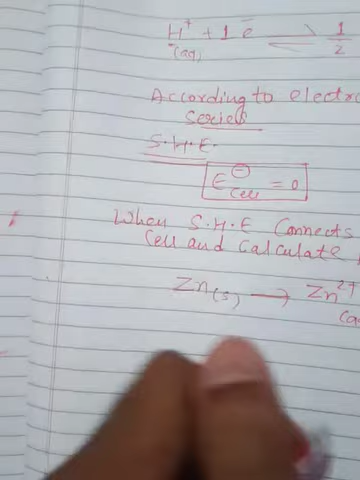 H⁺ + 1 e⁻ ⇌ 1/2
(aq)
According to electro
Series
S.H.E.
E⊖cell = 0
When S.H.E Connects
Cell and Calculate
Zn(s) → Zn²⁺
(a